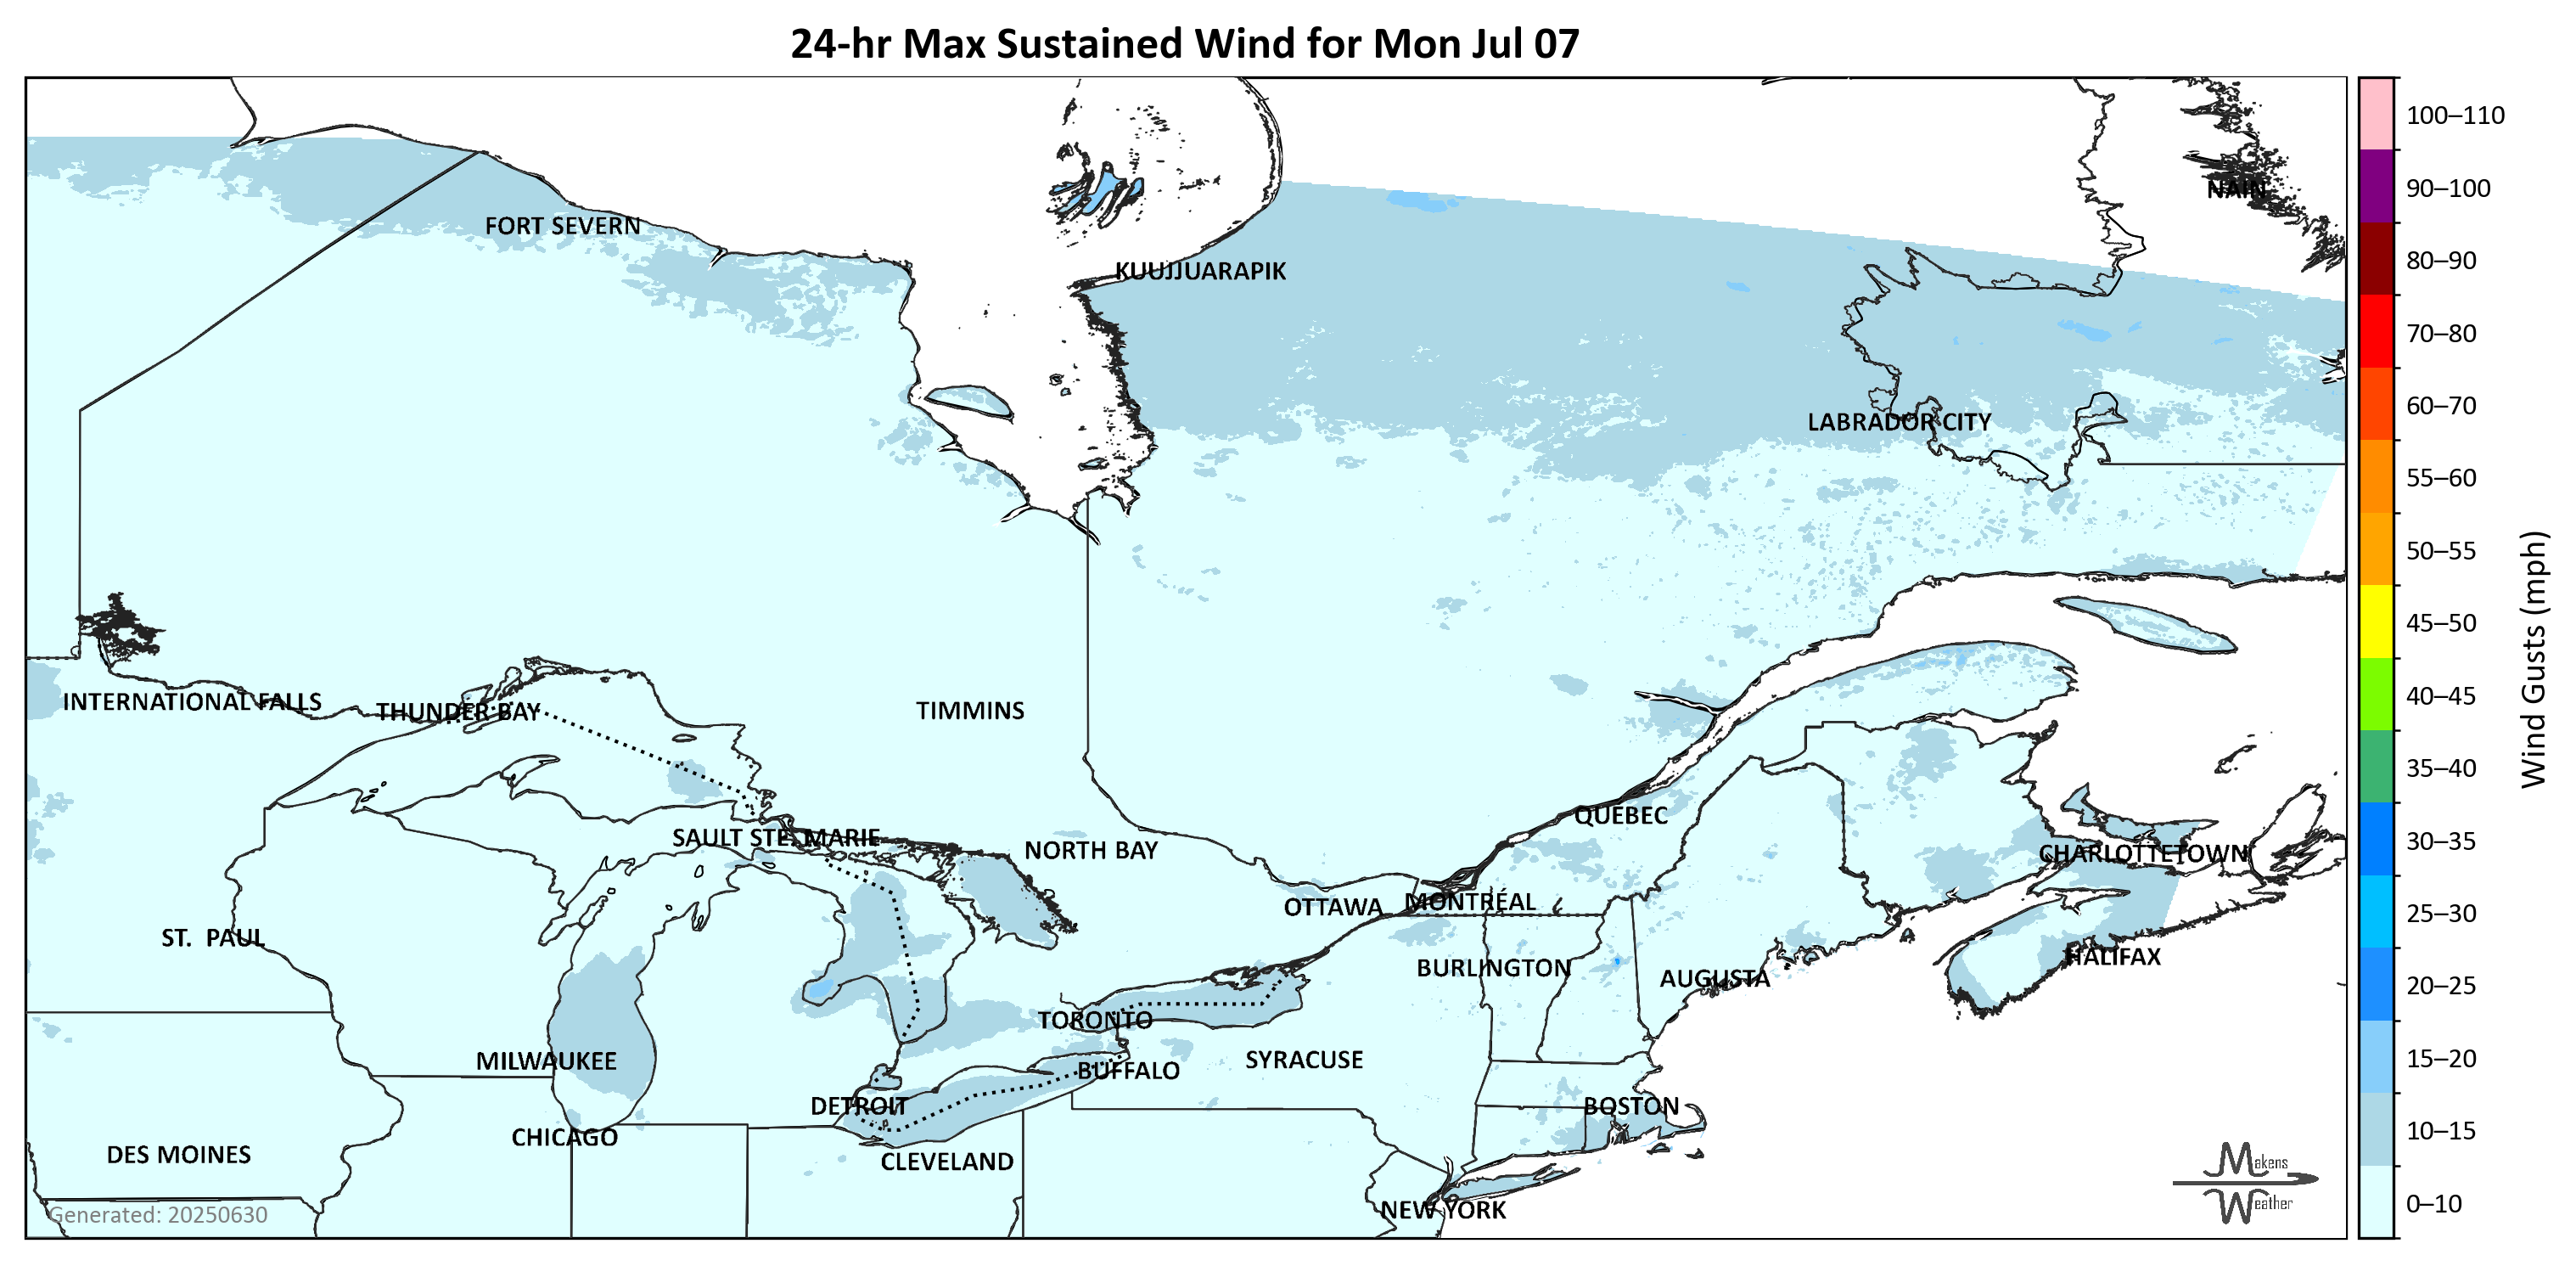 24-hr Max Sustained Wind for Mon Jul 07
100–110
90–100
80–90
70–80
60–70
55–60
50–55
45–50
40–45
35–40
30–35
25–30
20–25
15–20
10–15
0–10
Wind Gusts (mph)
NAIN
FORT SEVERN
KUUJJUARAPIK
LABRADOR CITY
INTERNATIONAL FALLS
THUNDER BAY
TIMMINS
QUÉBEC
SAULT STE. MARIE
NORTH BAY
CHARLOTTETOWN
OTTAWA
MONTRÉAL
ST. PAUL
BURLINGTON
AUGUSTA
HALIFAX
TORONTO
MILWAUKEE
BUFFALO
SYRACUSE
DETROIT
BOSTON
CHICAGO
DES MOINES
CLEVELAND
NEW YORK
Generated: 20250630
Makens
Weather